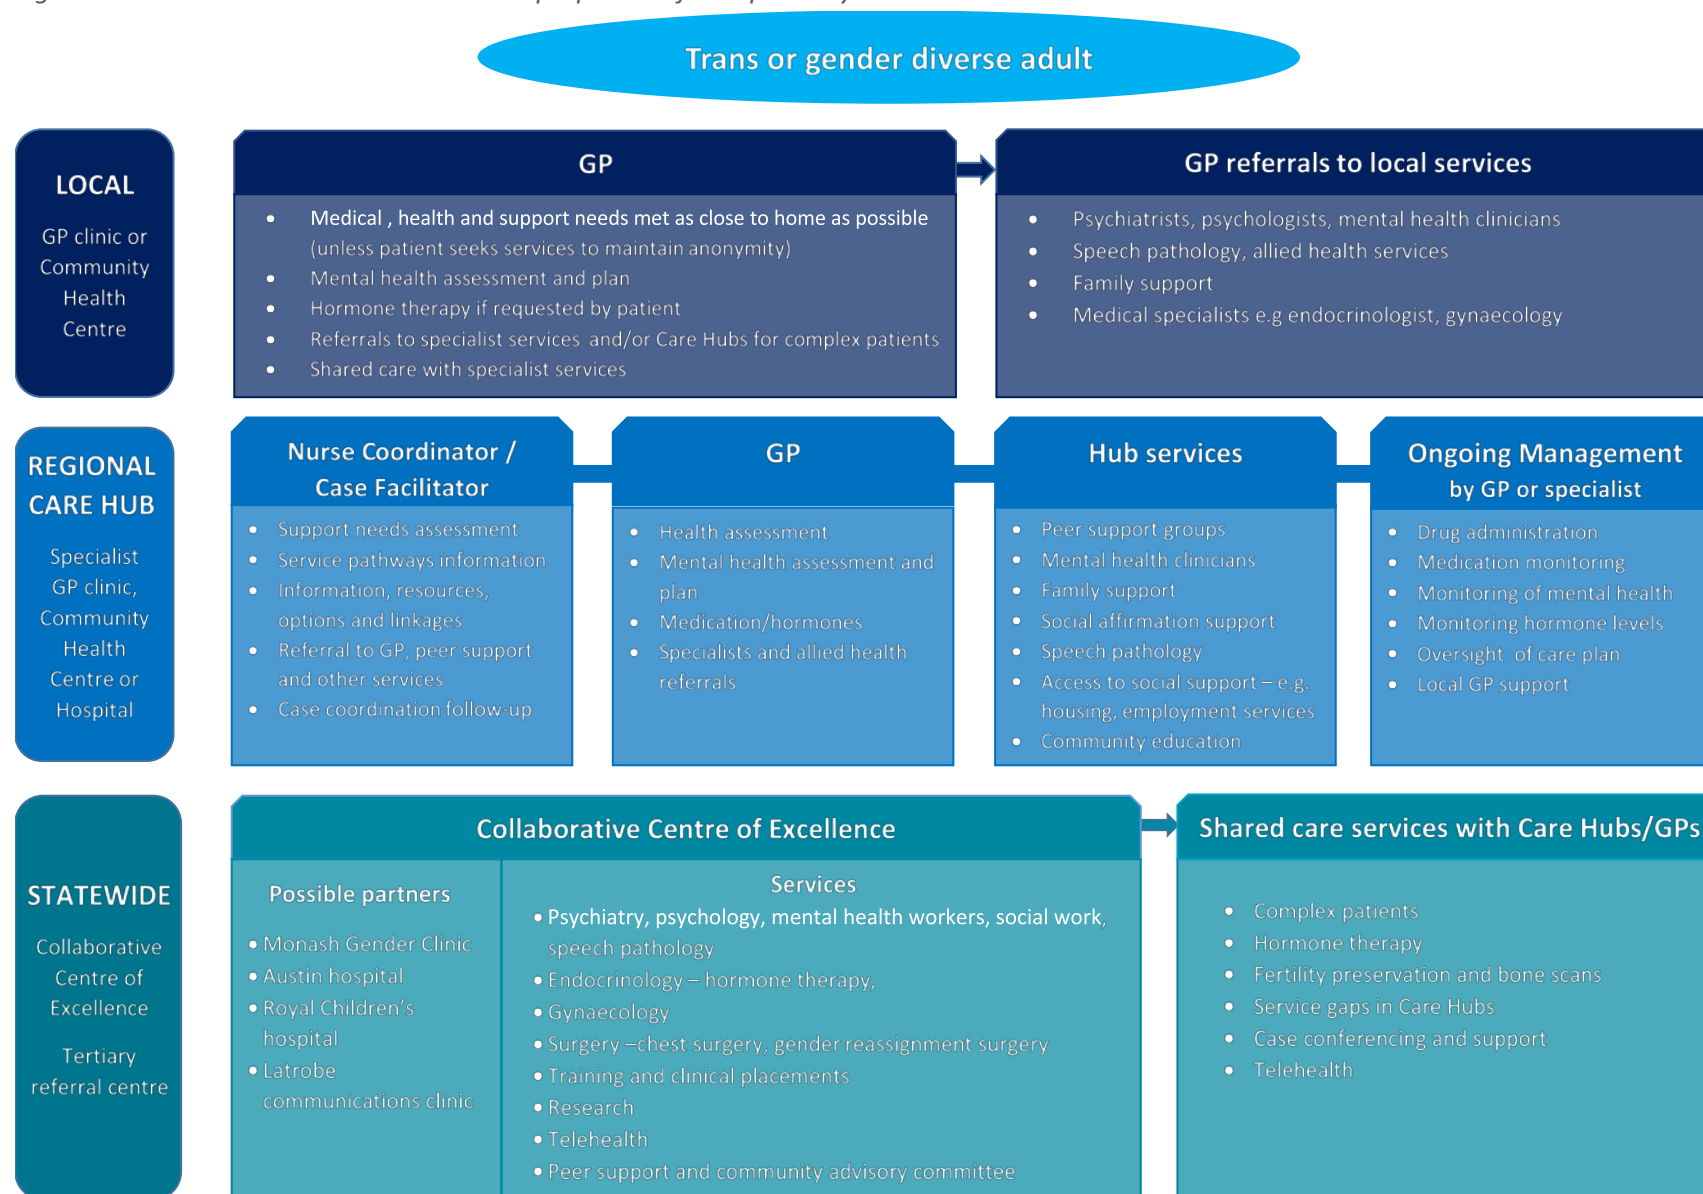 Trans or gender diverse adult
LOCAL
GP clinic or
Community
Health
Centre
GP
• Medical , health and support needs met as close to home as possible
(unless patient seeks services to maintain anonymity)
• Mental health assessment and plan
• Hormone therapy if requested by patient
• Referrals to specialist services and/or Care Hubs for complex patients
• Shared care with specialist services
GP referrals to local services
• Psychiatrists, psychologists, mental health clinicians
• Speech pathology, allied health services
• Family support
• Medical specialists e.g endocrinologist, gynaecology
REGIONAL
CARE HUB
Specialist
GP clinic,
Community
Health
Centre or
Hospital
Nurse Coordinator /
Case Facilitator
• Support needs assessment
• Service pathways information
• Information, resources,
options and linkages
• Referral to GP, peer support
and other services
• Case coordination follow-up
GP
• Health assessment
• Mental health assessment and
plan
• Medication/hormones
• Specialists and allied health
referrals
Hub services
• Peer support groups
• Mental health clinicians
• Family support
• Social affirmation support
• Speech pathology
• Access to social support – e.g.
housing, employment services
• Community education
Ongoing Management
by GP or specialist
• Drug administration
• Medication monitoring
• Monitoring of mental health
• Monitoring hormone levels
• Oversight of care plan
• Local GP support
STATEWIDE
Collaborative
Centre of
Excellence
Tertiary
referral centre
Collaborative Centre of Excellence
Possible partners
• Monash Gender Clinic
• Austin hospital
• Royal Children's
hospital
• Latrobe
communications clinic
Services
• Psychiatry, psychology, mental health workers, social work,
speech pathology
• Endocrinology – hormone therapy,
• Gynaecology
• Surgery –chest surgery, gender reassignment surgery
• Training and clinical placements
• Research
• Telehealth
• Peer support and community advisory committee
Shared care services with Care Hubs/GPs
• Complex patients
• Hormone therapy
• Fertility preservation and bone scans
• Service gaps in Care Hubs
• Case conferencing and support
• Telehealth